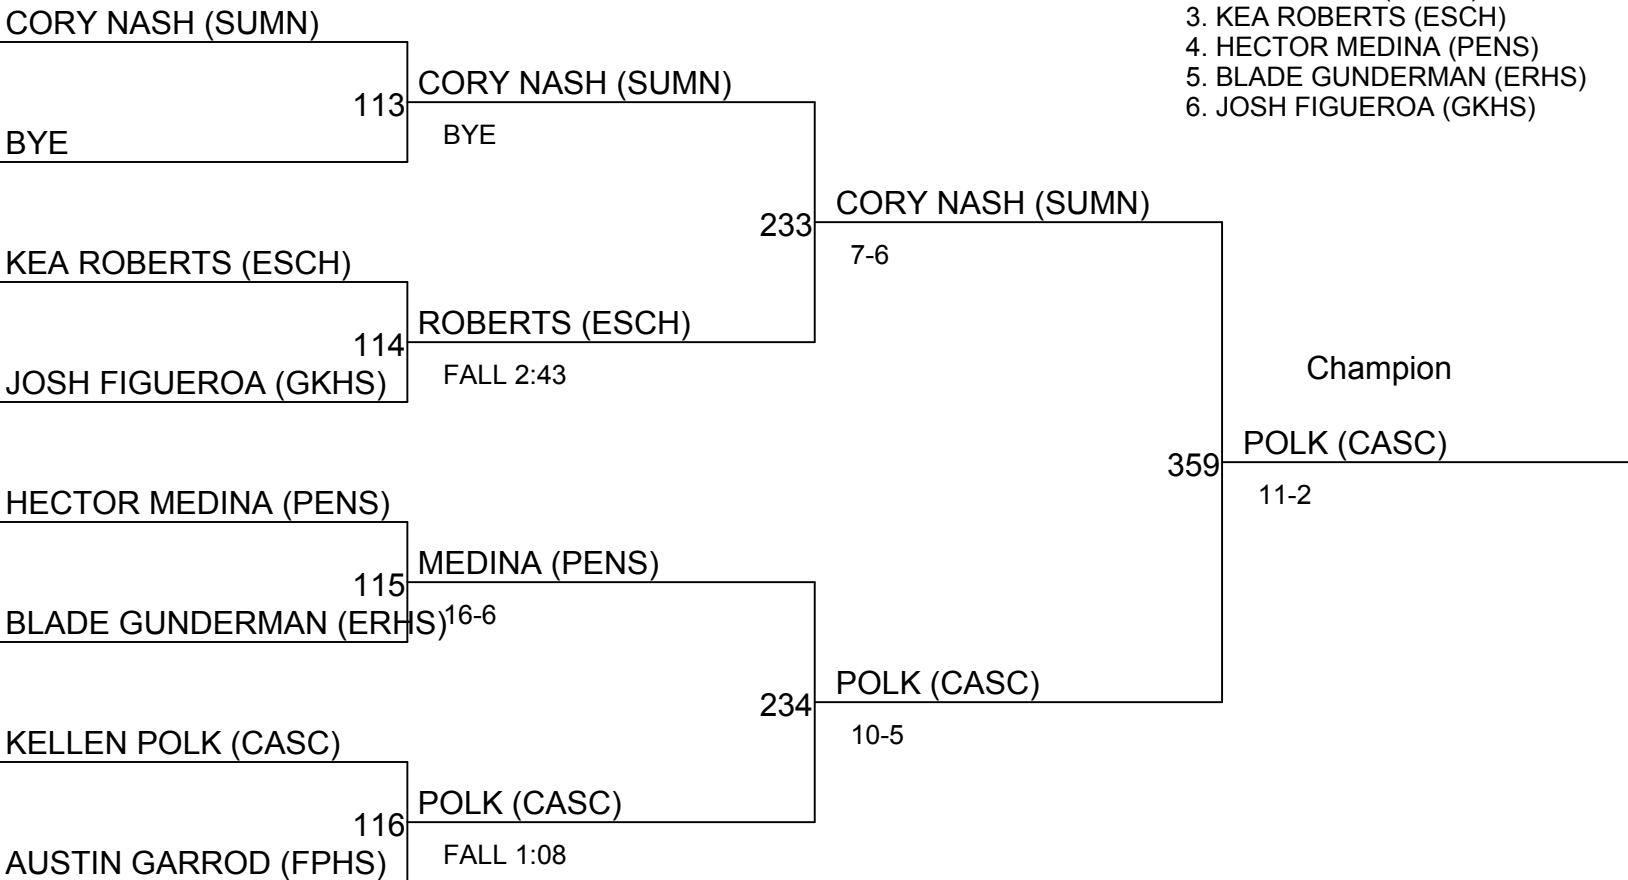 3. KEA ROBERTS (ESCH)
4. HECTOR MEDINA (PENS)
5. BLADE GUNDERMAN (ERHS)
6. JOSH FIGUEROA (GKHS)
CORY NASH (SUMN)
113
BYE
CORY NASH (SUMN)
BYE
KEA ROBERTS (ESCH)
114
JOSH FIGUEROA (GKHS)
ROBERTS (ESCH)
FALL 2:43
233
CORY NASH (SUMN)
7-6
HECTOR MEDINA (PENS)
115
BLADE GUNDERMAN (ERHS)
MEDINA (PENS)
16-6
KELLEN POLK (CASC)
116
AUSTIN GARROD (FPHS)
POLK (CASC)
FALL 1:08
234
POLK (CASC)
10-5
359
Champion
POLK (CASC)
11-2